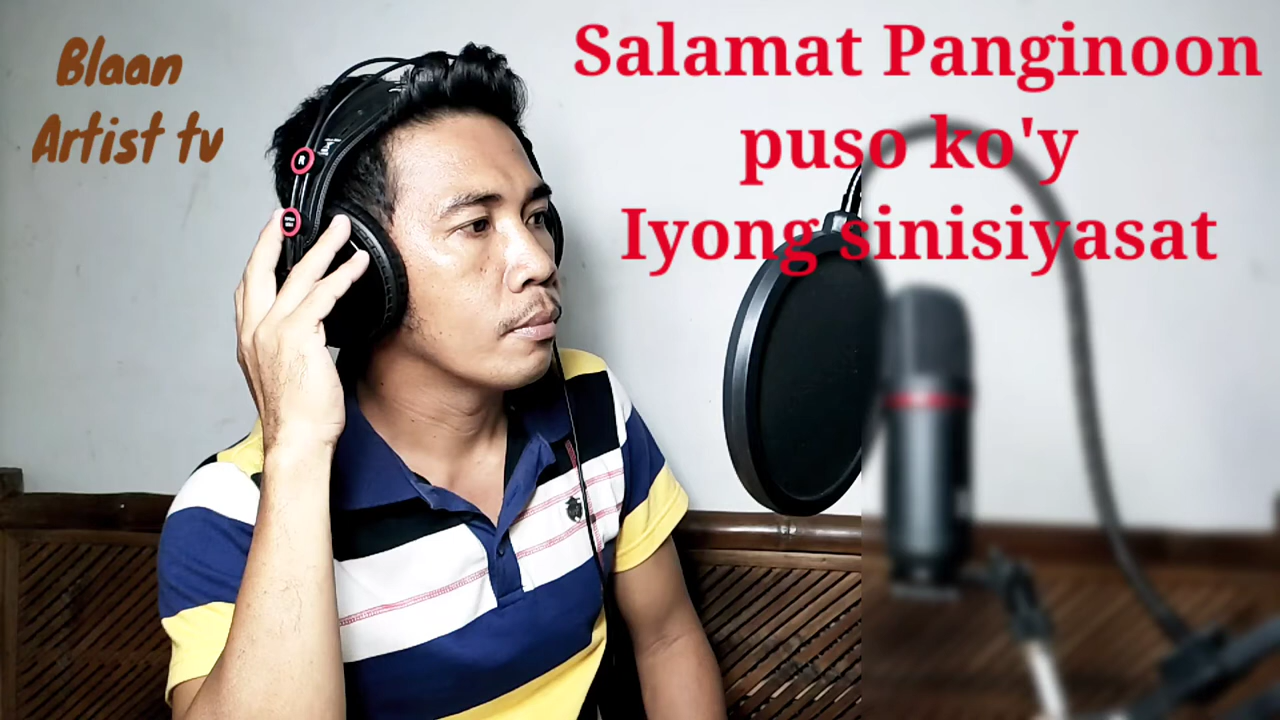 Blaan
Artist tv
Salamat Panginoon
puso ko'y
Iyong sinisiyasat
R